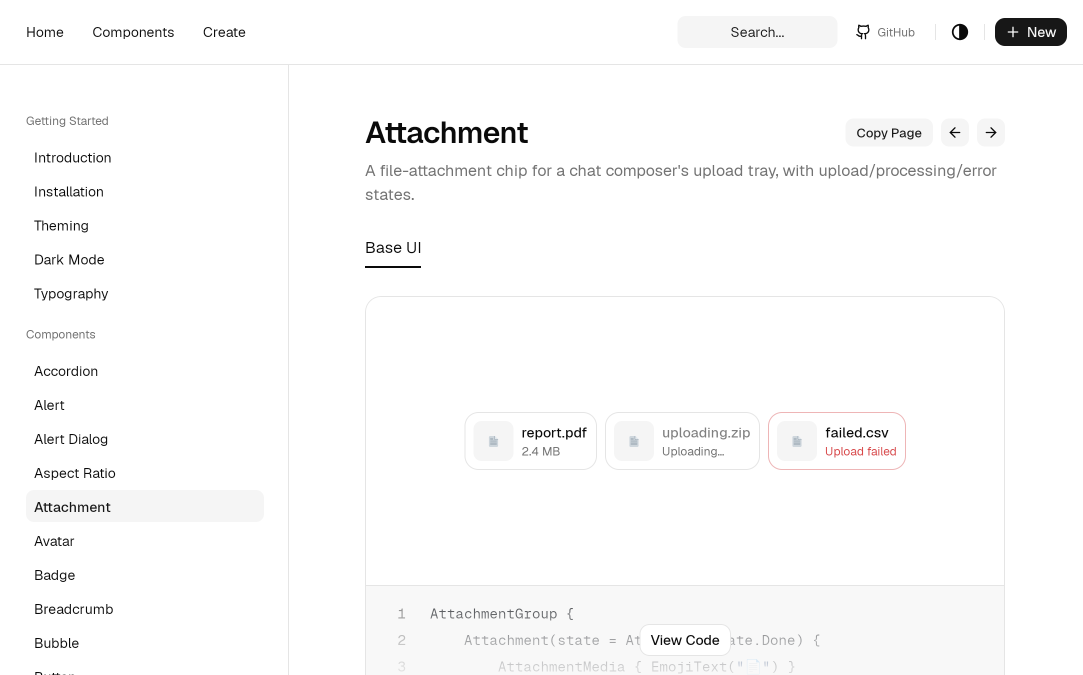 Home Components Create Search... GitHub New
Getting Started
Introduction
Installation
Theming
Dark Mode
Typography
Components
Accordion
Alert
Alert Dialog
Aspect Ratio
Attachment
Avatar
Badge
Breadcrumb
Bubble
Attachment
Copy Page
A file-attachment chip for a chat composer's upload tray, with upload/processing/error
states.
Base UI
report.pdf
2.4 MB
uploading.zip
Uploading...
failed.csv
Upload failed
1 AttachmentGroup {
2 Attachment(state = At ate.Done) {
View Code
3 AttachmentMedia { EmojiText("📄") }